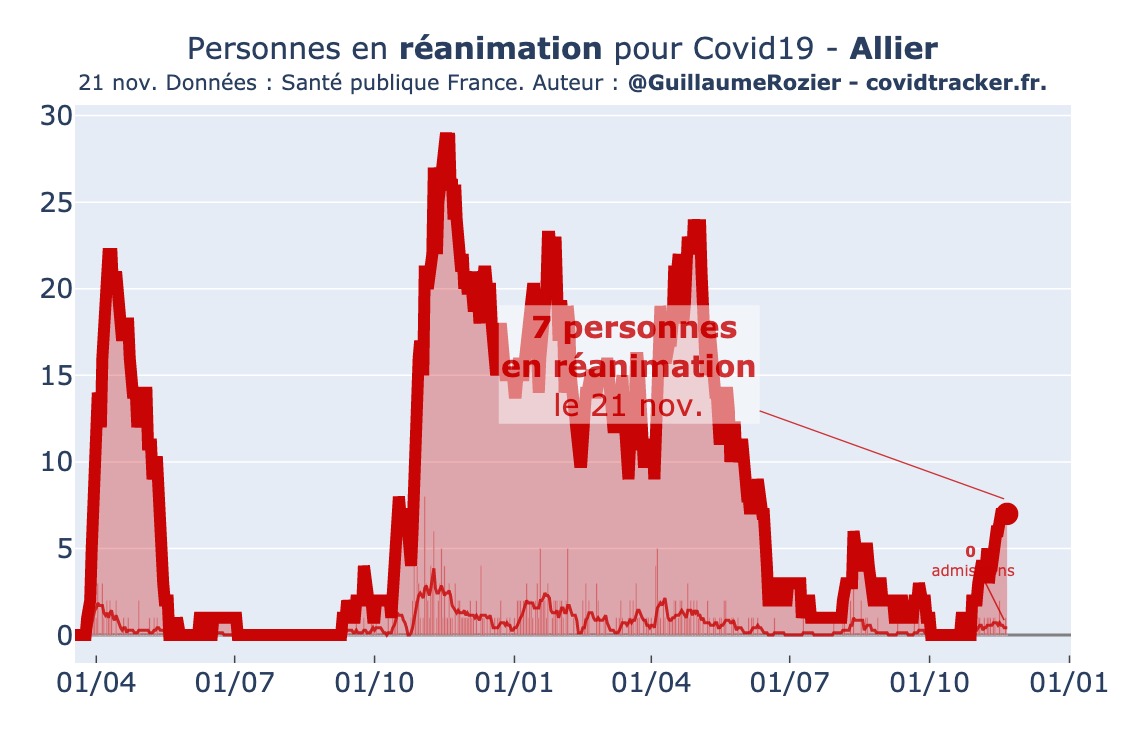 Personnes en réanimation pour Covid19 - Allier
21 nov. Données : Santé publique France. Auteur : @GuillaumeRozier - covidtracker.fr.
30
25
20
15
10
5
0
7 personnes
en réanimation
le 21 nov.
0
admissions
01/04 01/07 01/10 01/01 01/04 01/07 01/10 01/01